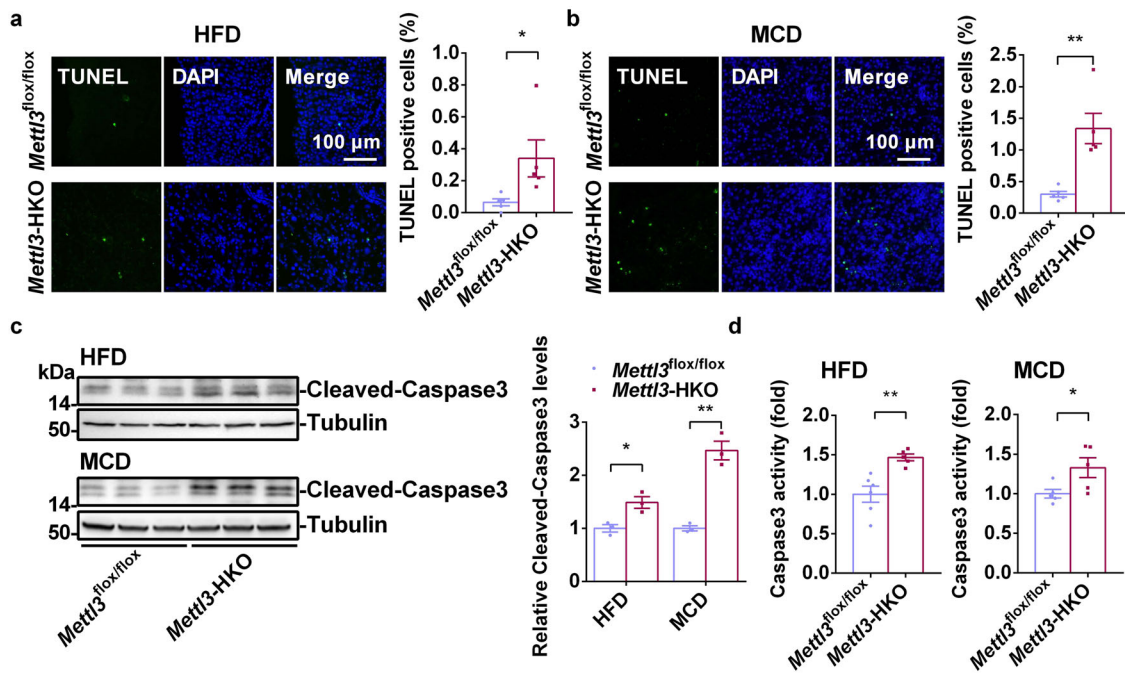 a
HFD
TUNEL
DAPI
Merge
100 μm
Mettl3flox/flox
Mettl3-HKO
TUNEL positive cells (%)
1.0
0.8
0.6
0.4
0.2
0.0
*
Mettl3flox/flox
Mettl3-HKO
b
MCD
TUNEL
DAPI
Merge
100 μm
Mettl3flox/flox
Mettl3-HKO
TUNEL positive cells (%)
2.5
2.0
1.5
1.0
0.5
0.0
**
Mettl3flox/flox
Mettl3-HKO
c
HFD
kDa
14-
50-
-Cleaved-Caspase3
-Tubulin
MCD
14-
50-
-Cleaved-Caspase3
-Tubulin
Mettl3flox/flox
Mettl3-HKO
Relative Cleaved-Caspase3 levels
Mettl3flox/flox
Mettl3-HKO
3
2
1
0
*
**
HFD
MCD
d
HFD
Caspase3 activity (fold)
2.0
1.5
1.0
0.5
0.0
**
Mettl3flox/flox
Mettl3-HKO
MCD
Caspase3 activity (fold)
2.0
1.5
1.0
0.5
0.0
*
Mettl3flox/flox
Mettl3-HKO